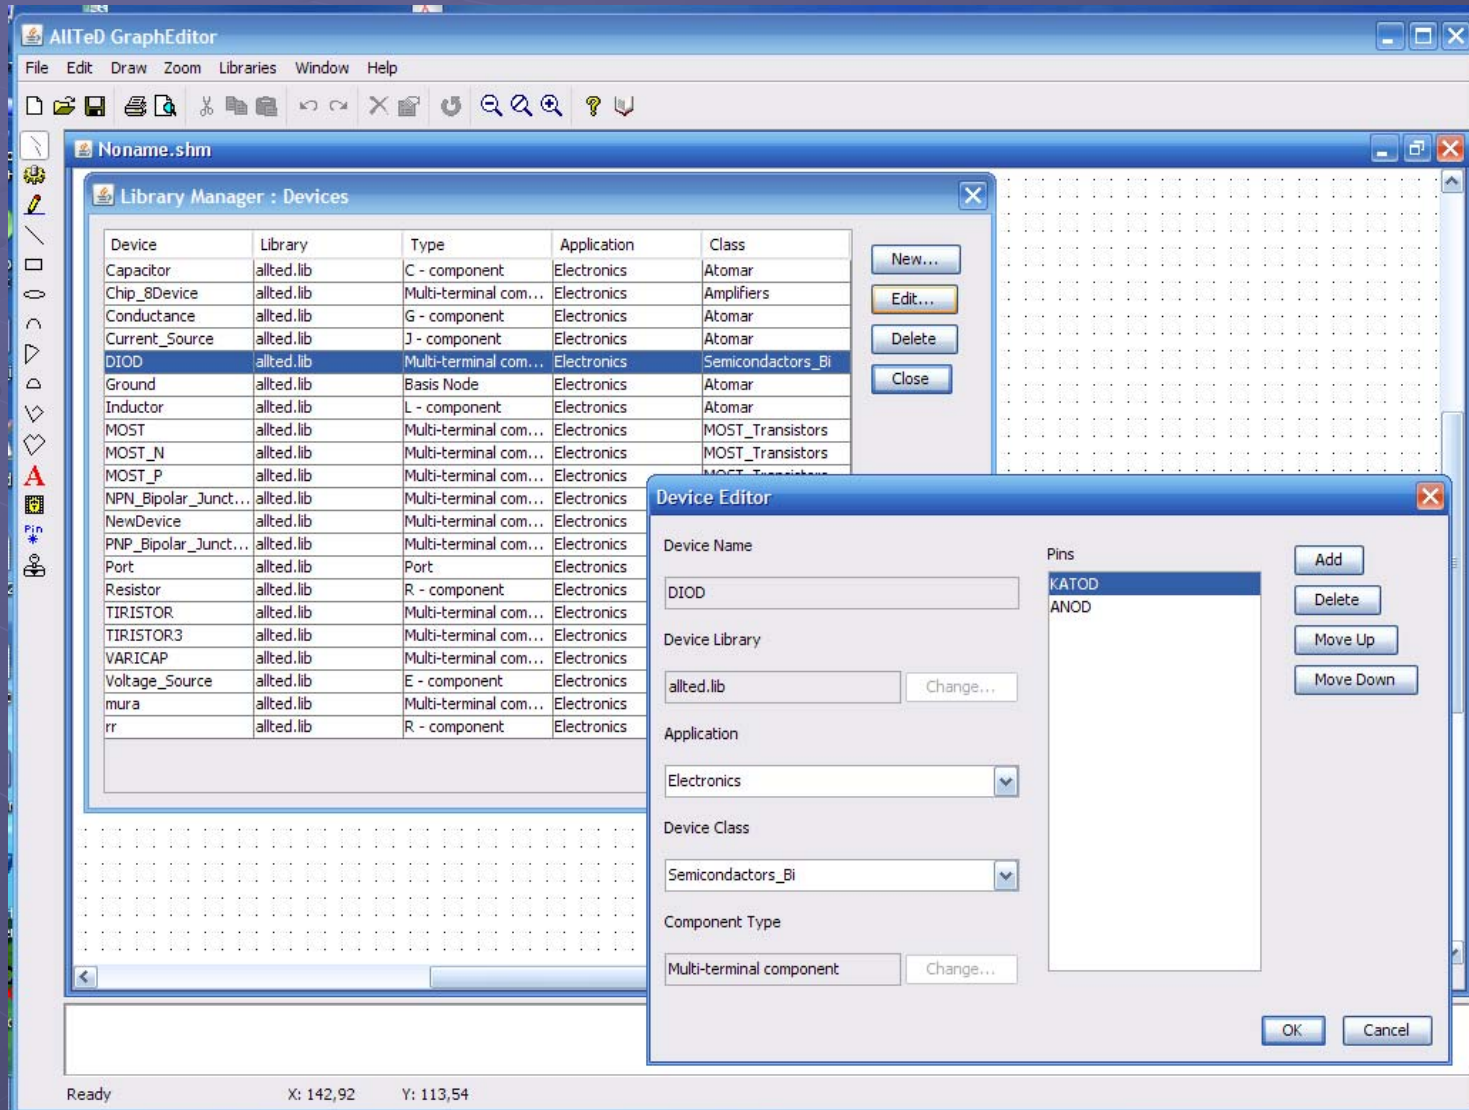 AllTeD GraphEditor
File Edit Draw Zoom Libraries Window Help
Noname.shm
Library Manager : Devices
Device Library Type Application Class
Capacitor allted.lib C - component Electronics Atomar
Chip_8Device allted.lib Multi-terminal com... Electronics Amplifiers
Conductance allted.lib G - component Electronics Atomar
Current_Source allted.lib J - component Electronics Atomar
DIOD allted.lib Multi-terminal com... Electronics Semicondactors_Bi
Ground allted.lib Basis Node Electronics Atomar
Inductor allted.lib L - component Electronics Atomar
MOST allted.lib Multi-terminal com... Electronics MOST_Transistors
MOST_N allted.lib Multi-terminal com... Electronics MOST_Transistors
MOST_P allted.lib Multi-terminal com... Electronics MOST_Transistors
NPN_Bipolar_Junct... allted.lib Multi-terminal com... Electronics
NewDevice allted.lib Multi-terminal com... Electronics
PNP_Bipolar_Junct... allted.lib Multi-terminal com... Electronics
Port allted.lib Port Electronics
Resistor allted.lib R - component Electronics
TIRISTOR allted.lib Multi-terminal com... Electronics
TIRISTOR3 allted.lib Multi-terminal com... Electronics
VARICAP allted.lib Multi-terminal com... Electronics
Voltage_Source allted.lib E - component Electronics
mura allted.lib Multi-terminal com... Electronics
rr allted.lib R - component Electronics
New...
Edit...
Delete
Close
A
Pin
Device Editor
Device Name
DIOD
Device Library
allted.lib Change...
Application
Electronics
Device Class
Semicondactors_Bi
Component Type
Multi-terminal component Change...
Pins
KATOD
ANOD
Add
Delete
Move Up
Move Down
OK Cancel
Ready X: 142,92 Y: 113,54